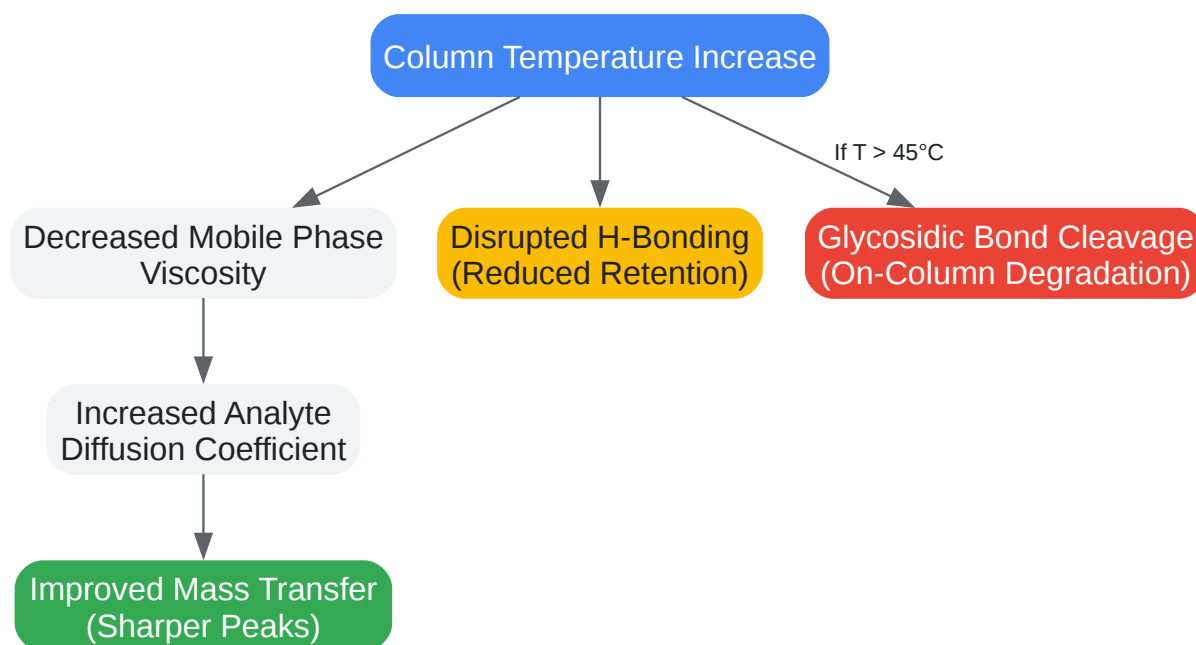 Column Temperature Increase
If T > 45°C
Decreased Mobile Phase
Viscosity
Disrupted H-Bonding
(Reduced Retention)
Glycosidic Bond Cleavage
(On-Column Degradation)
Increased Analyte
Diffusion Coefficient
Improved Mass Transfer
(Sharper Peaks)